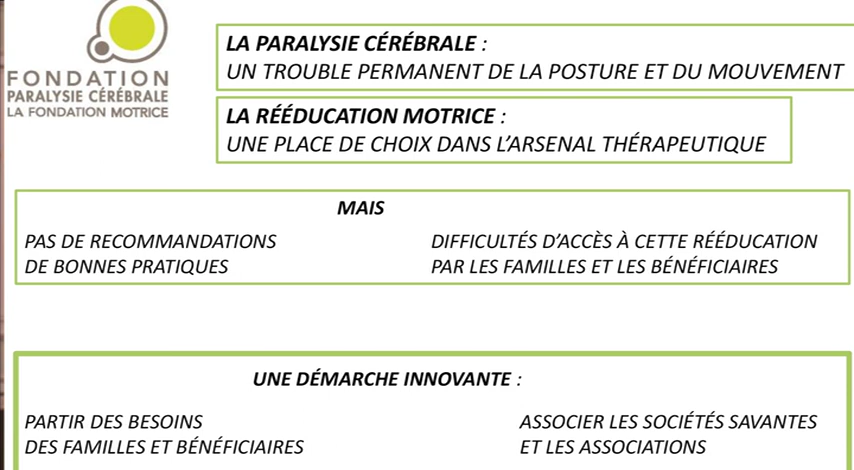 FONDATION
PARALYSIE CÉRÉBRALE
LA FONDATION MOTRICE
LA PARALYSIE CÉRÉBRALE :
UN TROUBLE PERMANENT DE LA POSTURE ET DU MOUVEMENT
LA RÉÉDUCATION MOTRICE :
UNE PLACE DE CHOIX DANS L’ARSENAL THÉRAPEUTIQUE
MAIS
PAS DE RECOMMANDATIONS
DE BONNES PRATIQUES
DIFFICULTÉS D’ACCÈS À CETTE RÉÉDUCATION
PAR LES FAMILLES ET LES BÉNÉFICIAIRES
UNE DÉMARCHE INNOVANTE :
PARTIR DES BESOINS
DES FAMILLES ET BÉNÉFICIAIRES
ASSOCIER LES SOCIÉTÉS SAVANTES
ET LES ASSOCIATIONS